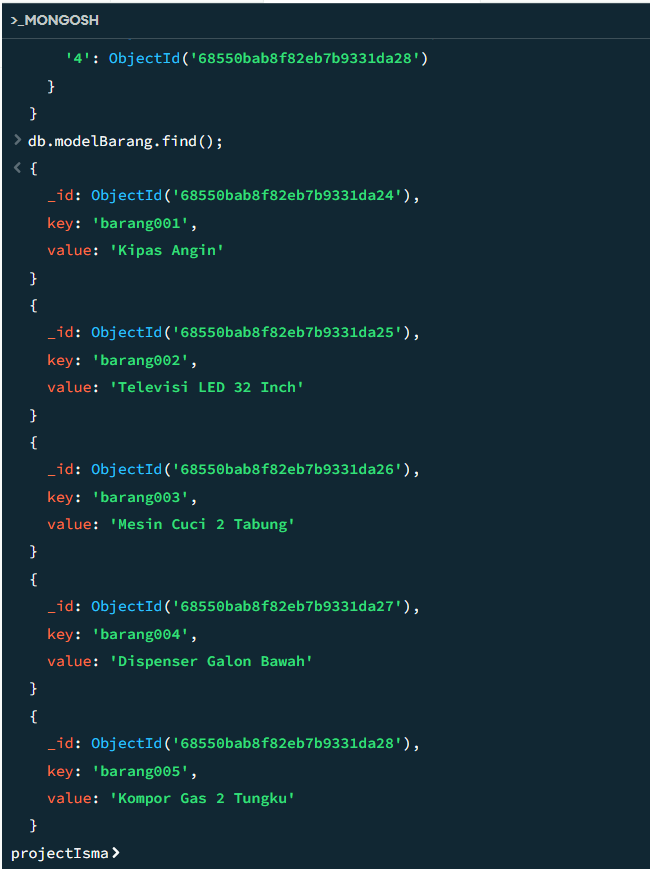 >_MONGOSH
'4': ObjectId('68550bab8f82eb7b9331da28')
}
}
> db.modelBarang.find();
< {
_id: ObjectId('68550bab8f82eb7b9331da24'),
key: 'barang001',
value: 'Kipas Angin'
}
{
_id: ObjectId('68550bab8f82eb7b9331da25'),
key: 'barang002',
value: 'Televisi LED 32 Inch'
}
{
_id: ObjectId('68550bab8f82eb7b9331da26'),
key: 'barang003',
value: 'Mesin Cuci 2 Tabung'
}
{
_id: ObjectId('68550bab8f82eb7b9331da27'),
key: 'barang004',
value: 'Dispenser Galon Bawah'
}
{
_id: ObjectId('68550bab8f82eb7b9331da28'),
key: 'barang005',
value: 'Kompor Gas 2 Tungku'
}
projectIsma>